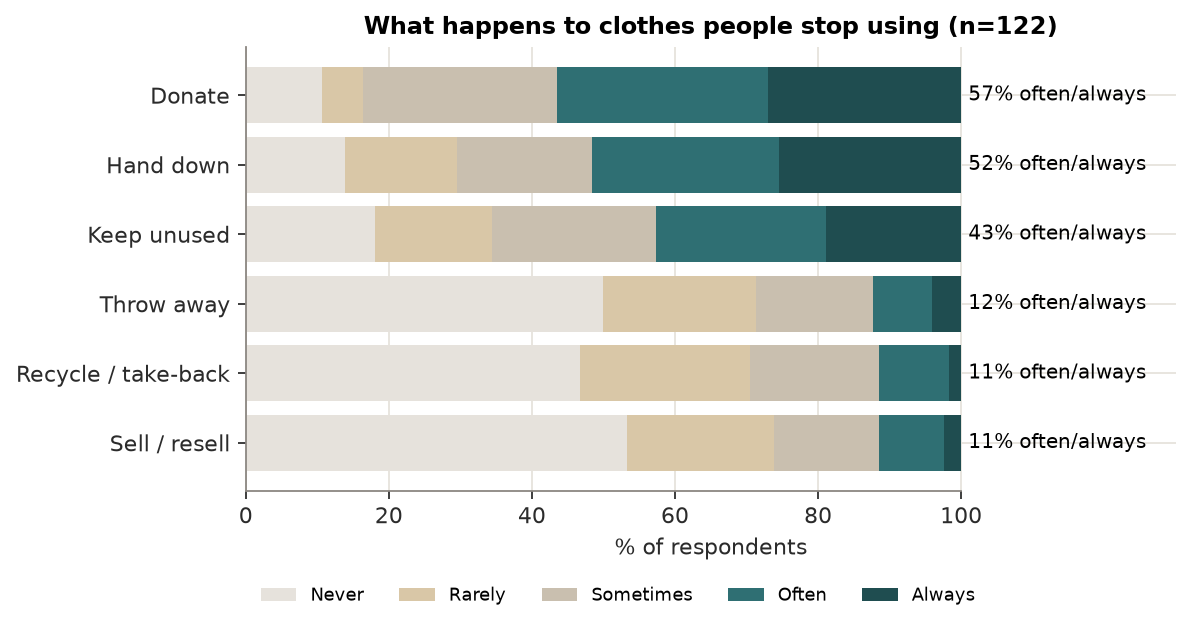 What happens to clothes people stop using (n=122)
Donate 57% often/always
Hand down 52% often/always
Keep unused 43% often/always
Throw away 12% often/always
Recycle / take-back 11% often/always
Sell / resell 11% often/always
0 20 40 60 80 100
% of respondents
Never Rarely Sometimes Often Always